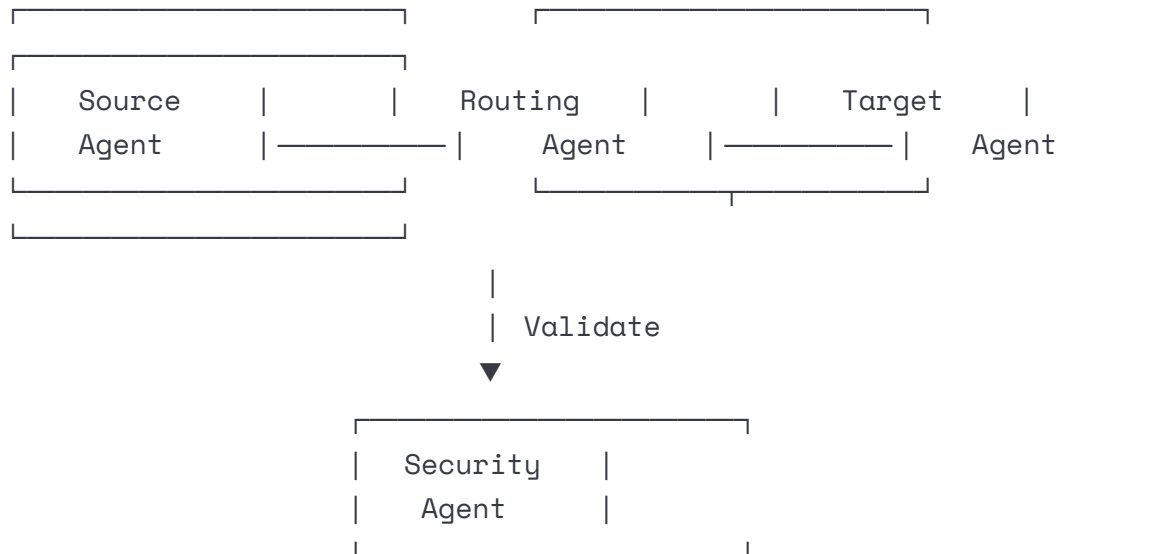 Source Routing Target
Agent Agent Agent
Validate
Security
Agent